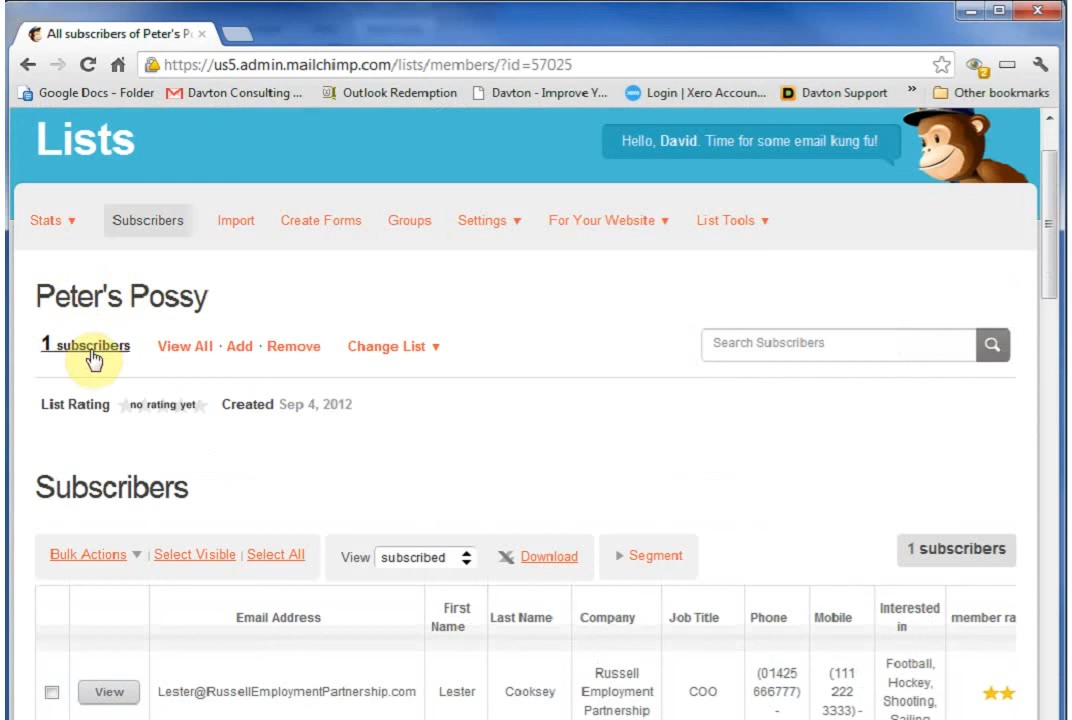 All subscribers of Peter's P
https://us5.admin.mailchimp.com/lists/members/?id=57025
Google Docs - Folder Davton Consulting ... Outlook Redemption Davton - Improve Y... Login | Xero Accoun... Davton Support » Other bookmarks
Lists
Hello, David. Time for some email kung fu!
Stats ▼ Subscribers Import Create Forms Groups Settings ▼ For Your Website ▼ List Tools ▼
Peter's Possy
1 subscribers View All · Add · Remove Change List ▼ Search Subscribers
List Rating no rating yet Created Sep 4, 2012
Subscribers
Bulk Actions ▼ | Select Visible | Select All View subscribed Download Segment 1 subscribers
Email Address First Name Last Name Company Job Title Phone Mobile Interested in member ra
View Lester@RussellEmploymentPartnership.com Lester Cooksey Russell Employment Partnership COO (01425 666777) - (111 222 3333) - Football, Hockey, Shooting, Sailing